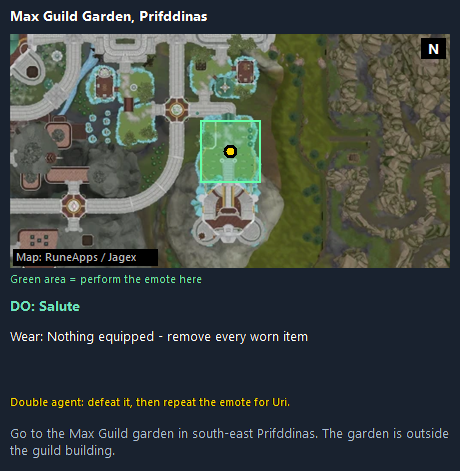 Max Guild Garden, Prifddinas
N
Map: RuneApps / Jagex
Green area = perform the emote here
DO: Salute
Wear: Nothing equipped - remove every worn item
Double agent: defeat it, then repeat the emote for Uri.
Go to the Max Guild garden in south-east Prifddinas. The garden is outside
the guild building.